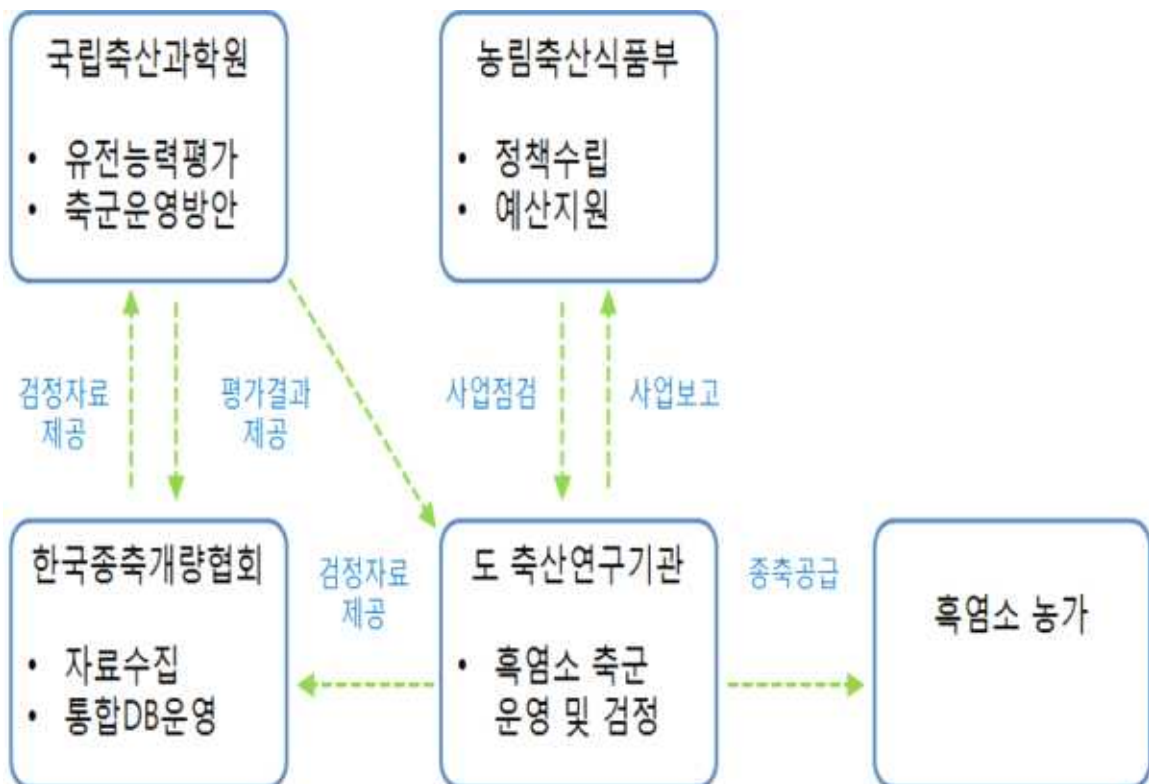 국립축산과학원
• 유전능력평가
• 축군운영방안
농림축산식품부
• 정책수립
• 예산지원
검정자료
제공
평가결과
제공
사업점검
사업보고
한국종축개량협회
• 자료수집
• 통합DB운영
검정자료
제공
도 축산연구기관
• 흑염소 축군
운영 및 검정
종축공급
흑염소 농가